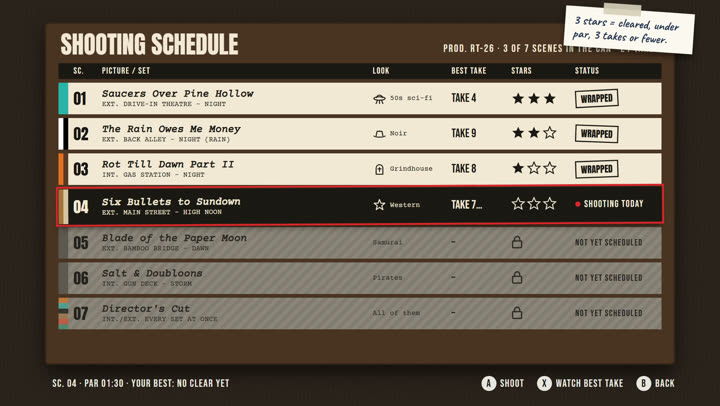 3 stars = cleared, under
par, 3 takes or fewer.
SHOOTING SCHEDULE
PROD. RT-26 · 3 OF 7 SCENES IN THE CAN
SC. PICTURE / SET LOOK BEST TAKE STARS STATUS
01 Saucers Over Pine Hollow 50s sci-fi TAKE 4 WRAPPED
EXT. DRIVE-IN THEATRE - NIGHT
02 The Rain Owes Me Money Noir TAKE 9 WRAPPED
EXT. BACK ALLEY - NIGHT (RAIN)
03 Rot Till Dawn Part II Grindhouse TAKE 8 WRAPPED
INT. GAS STATION - NIGHT
04 Six Bullets to Sundown Western TAKE 7… SHOOTING TODAY
EXT. MAIN STREET - HIGH NOON
05 Blade of the Paper Moon Samurai - NOT YET SCHEDULED
EXT. BAMBOO BRIDGE - DAWN
06 Salt & Doubloons Pirates - NOT YET SCHEDULED
INT. GUN DECK - STORM
07 Director's Cut All of them - NOT YET SCHEDULED
INT./EXT. EVERY SET AT ONCE
SC. 04 · PAR 01:30 · YOUR BEST: NO CLEAR YET
A SHOOT X WATCH BEST TAKE B BACK